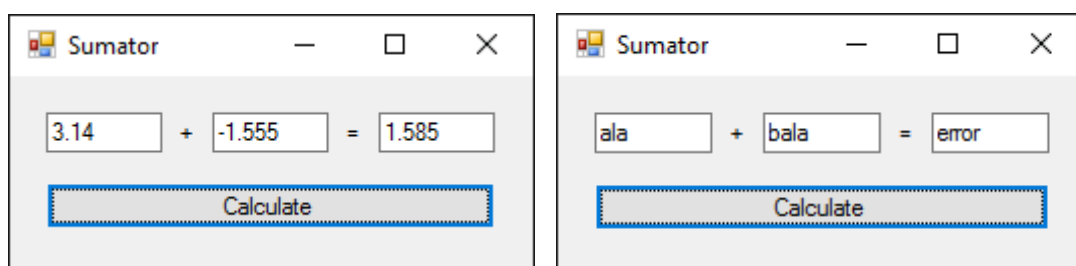 Sumator
3.14 + -1.555 = 1.585
Calculate
Sumator
ala + bala = error
Calculate